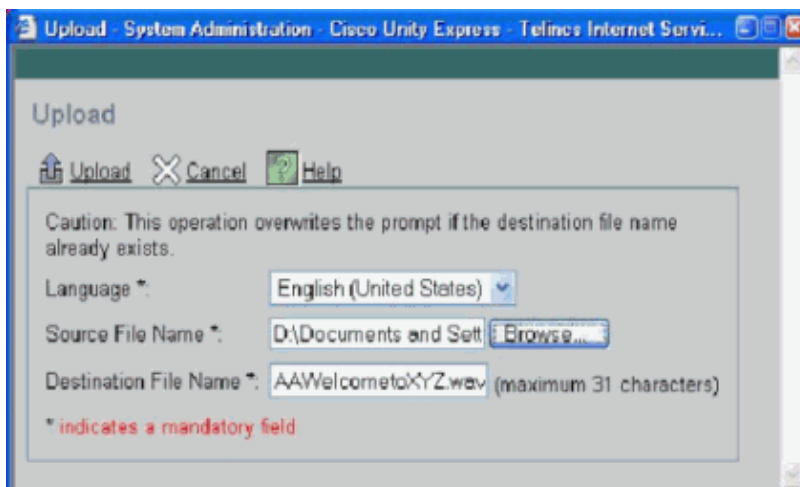 Upload - System Administration - Cisco Unity Express - Telincs Internet Servi...
Upload
Upload Cancel Help
Caution: This operation overwrites the prompt if the destination file name
already exists.
Language *: English (United States)
Source File Name *: D:\Documents and Sett Browse...
Destination File Name *: AAWelcometoXYZ.wav (maximum 31 characters)
* indicates a mandatory field